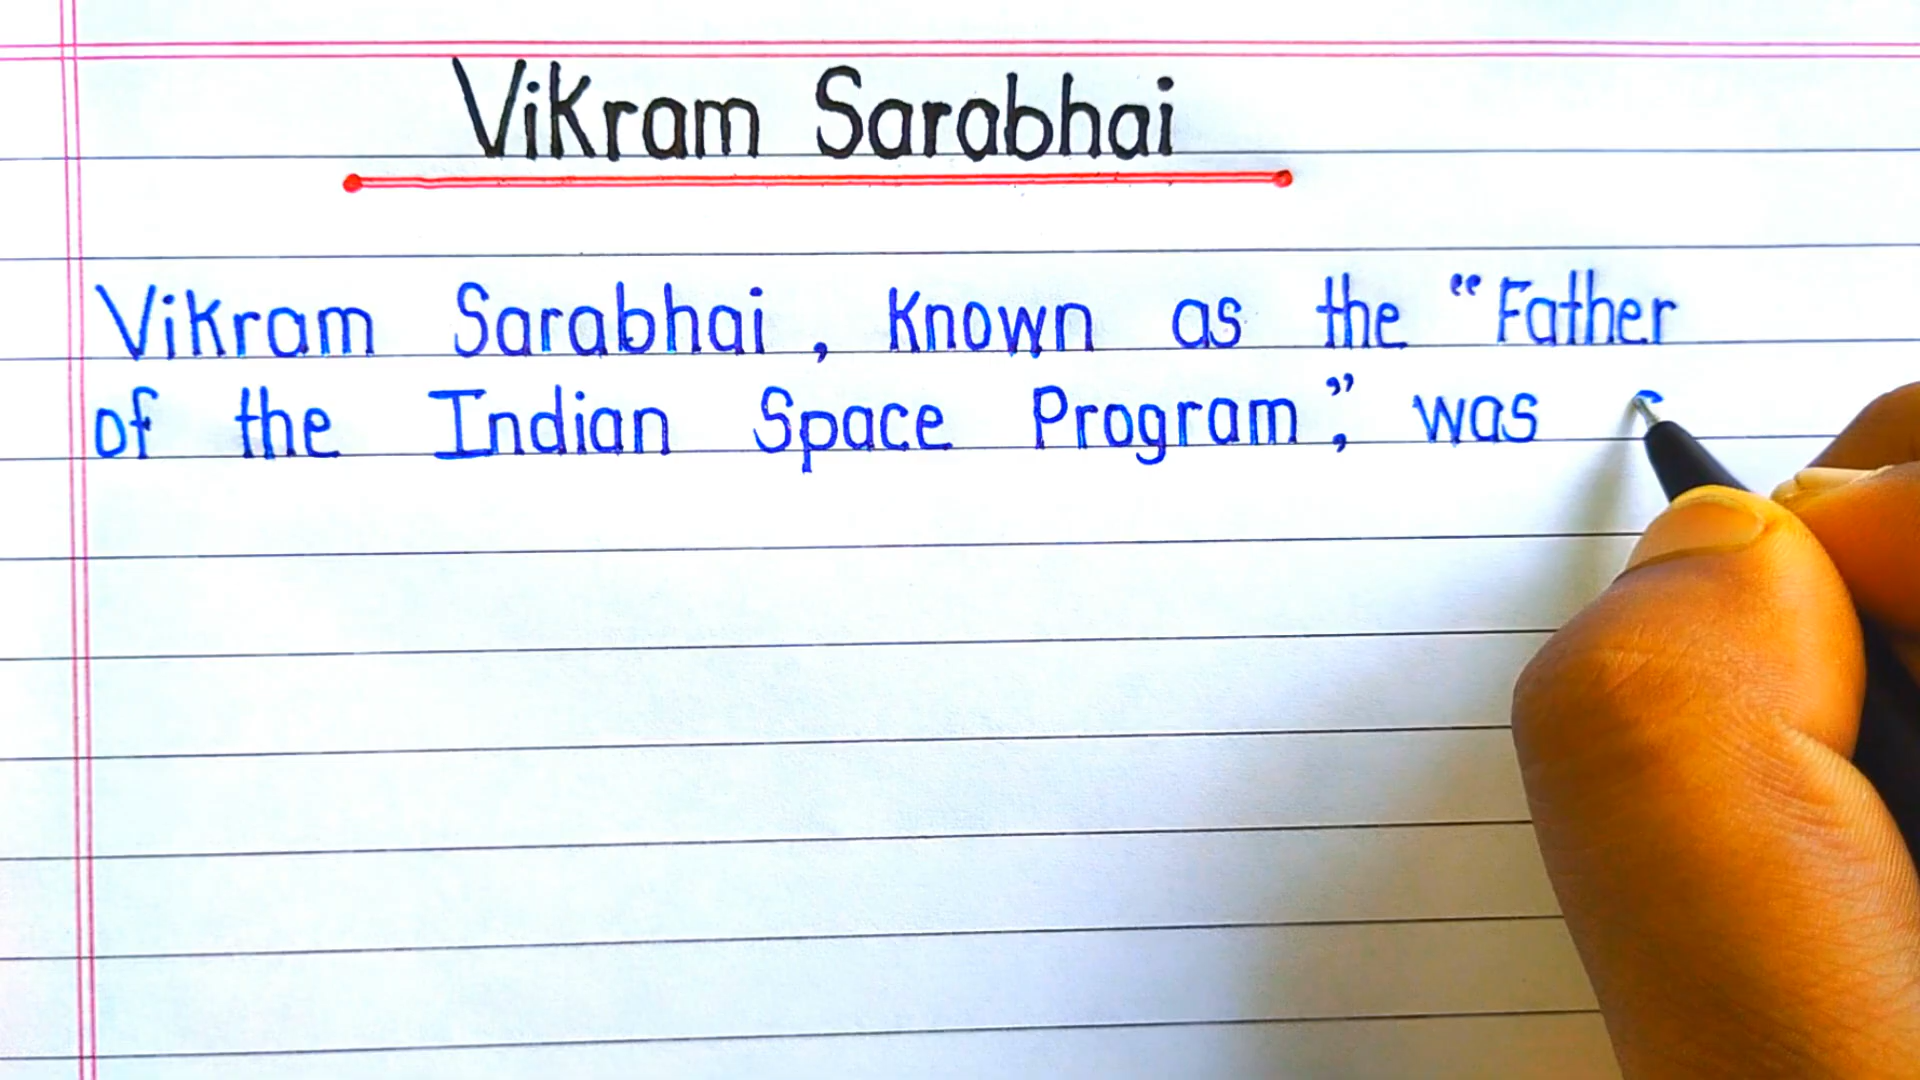 Vikram Sarabhai
Vikram Sarabhai, Known as the “Father
of the Indian Space Program”, was